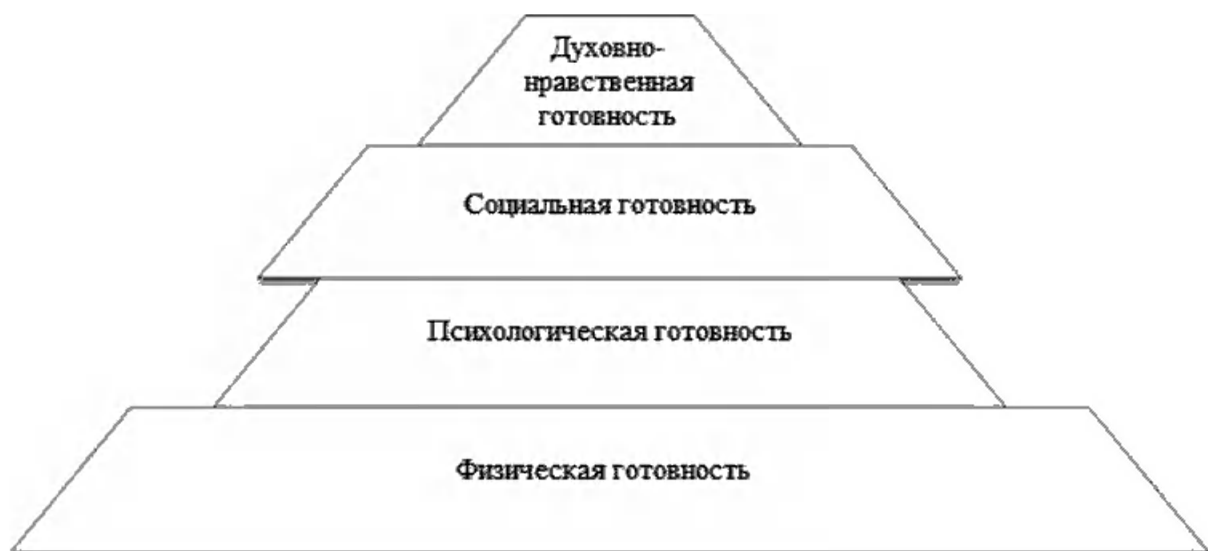 Духовно-
нравственная
готовность
Социальная готовность
Психологическая готовность
Физическая готовность